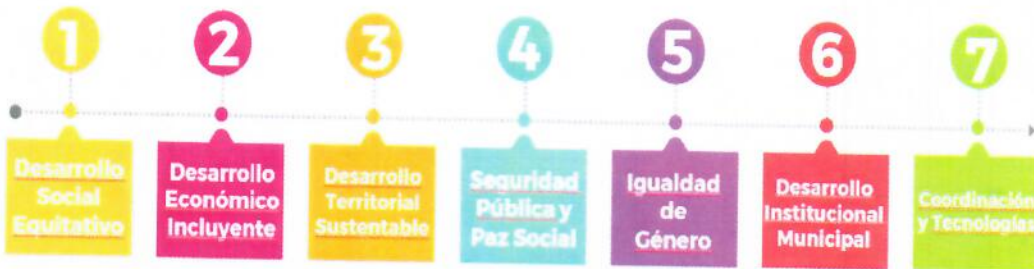 1
2
3
4
5
6
7
Desarrollo
Social
Equitativo
Desarrollo
Económico
Incluyente
Desarrollo
Territorial
Sustentable
Seguridad
Pública y
Paz Social
Igualdad
de
Género
Desarrollo
Institucional
Municipal
Coordinación
y Tecnologías